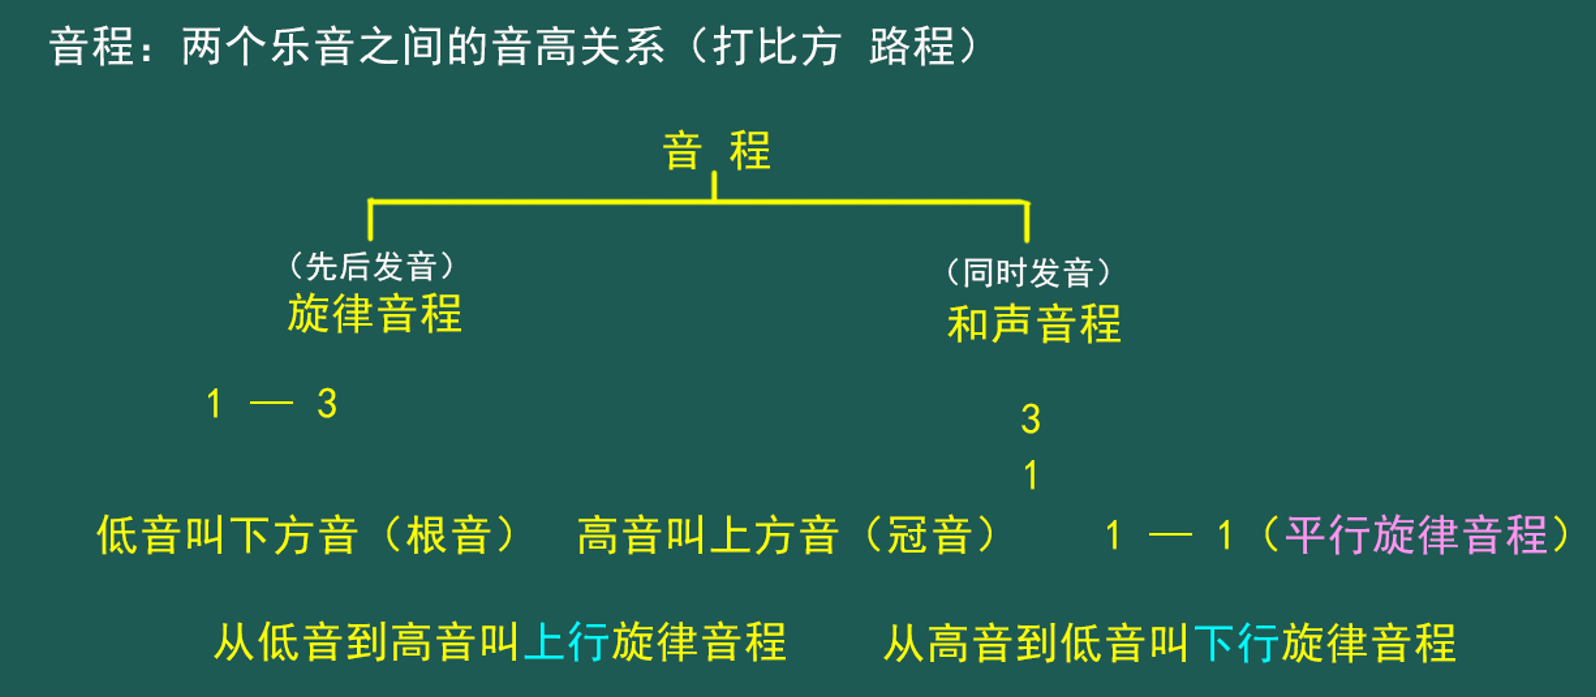 音程：两个乐音之间的音高关系（打比方 路程）
音 程
（先后发音）
旋律音程
1 — 3
（同时发音）
和声音程
3
1
低音叫下方音（根音） 高音叫上方音（冠音） 1 — 1（平行旋律音程）
从低音到高音叫上行旋律音程 从高音到低音叫下行旋律音程